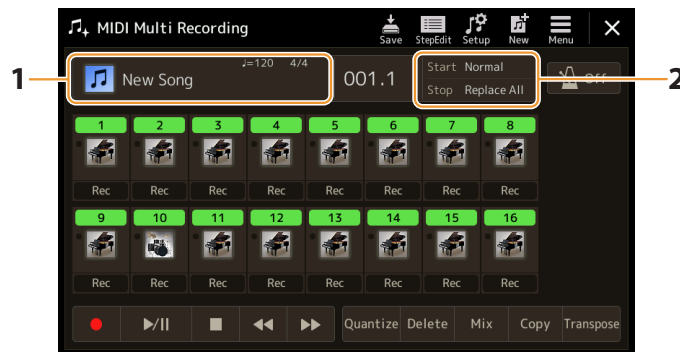 MIDI Multi Recording
Save StepEdit Setup New Menu
1
New Song
♩=120 4/4
001.1
Start Normal
Stop Replace All
Off
2
1 2 3 4 5 6 7 8
Rec Rec Rec Rec Rec Rec Rec Rec
9 10 11 12 13 14 15 16
Rec Rec Rec Rec Rec Rec Rec Rec
Quantize Delete Mix Copy Transpose